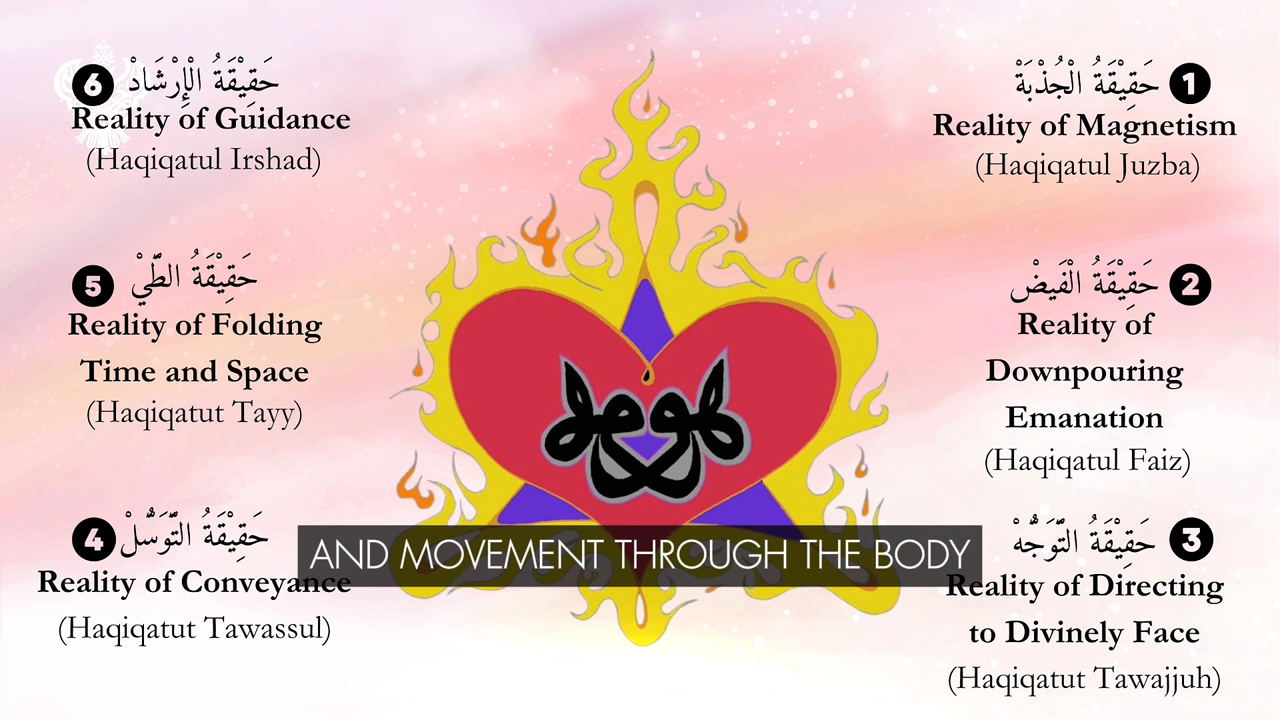 1 حَقِيْقَةُ الْجُذْبَةْ
Reality of Magnetism
(Haqiqatul Juzba)
2 حَقِيْقَةُ الْفَيضْ
Reality of
Downpouring
Emanation
(Haqiqatul Faiz)
3 حَقِيْقَةُ التَّوَجُّهْ
Reality of Directing
to Divinely Face
(Haqiqatut Tawajjuh)
4 حَقِيْقَةُ التَّوَسُّلْ
Reality of Conveyance
(Haqiqatut Tawassul)
5 حَقِيْقَةُ الطَّيْ
Reality of Folding
Time and Space
(Haqiqatut Tayy)
6 حَقِيْقَةُ الْإِرْشَادْ
Reality of Guidance
(Haqiqatul Irshad)
AND MOVEMENT THROUGH THE BODY